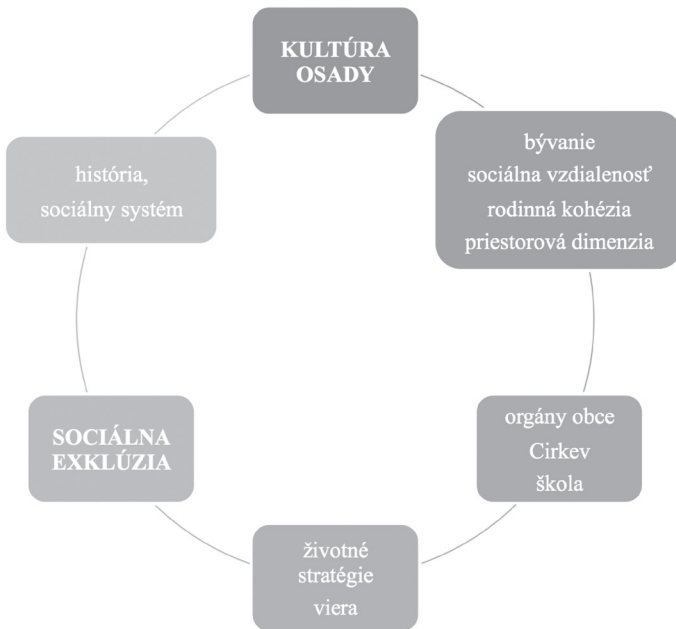 KULTÚRA
OSADY
bývanie
sociálna vzdialenosť
rodinná kohézia
priestorová dimenzia
orgány obce
Cirkev
škola
životné
stratégie
viera
SOCIÁLNA
EXKLÚZIA
história,
sociálny systém